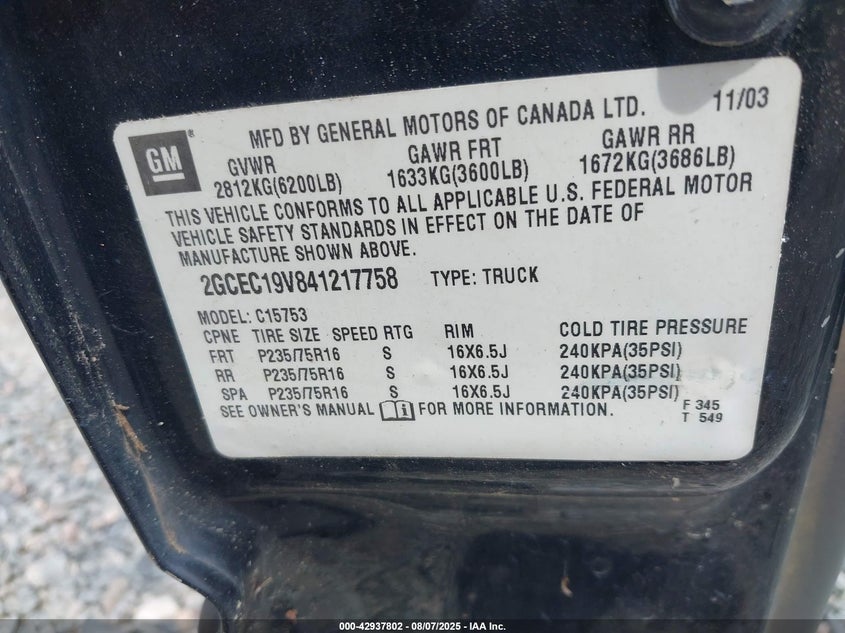 MFD BY GENERAL MOTORS OF CANADA LTD. 11/03
GM®
GVWR GAWR FRT GAWR RR
2812KG(6200LB) 1633KG(3600LB) 1672KG(3686LB)
THIS VEHICLE CONFORMS TO ALL APPLICABLE U.S. FEDERAL MOTOR
VEHICLE SAFETY STANDARDS IN EFFECT ON THE DATE OF
MANUFACTURE SHOWN ABOVE.
2GCEC19V841217758 TYPE: TRUCK
MODEL: C15753
CPNE TIRE SIZE SPEED RTG RIM COLD TIRE PRESSURE
FRT P235/75R16 S 16X6.5J 240KPA(35PSI)
RR P235/75R16 S 16X6.5J 240KPA(35PSI)
SPA P235/75R16 S 16X6.5J 240KPA(35PSI)
SEE OWNER'S MANUAL FOR MORE INFORMATION.
F 345
T 549
000-42937802 - 08/07/2025 - IAA Inc.